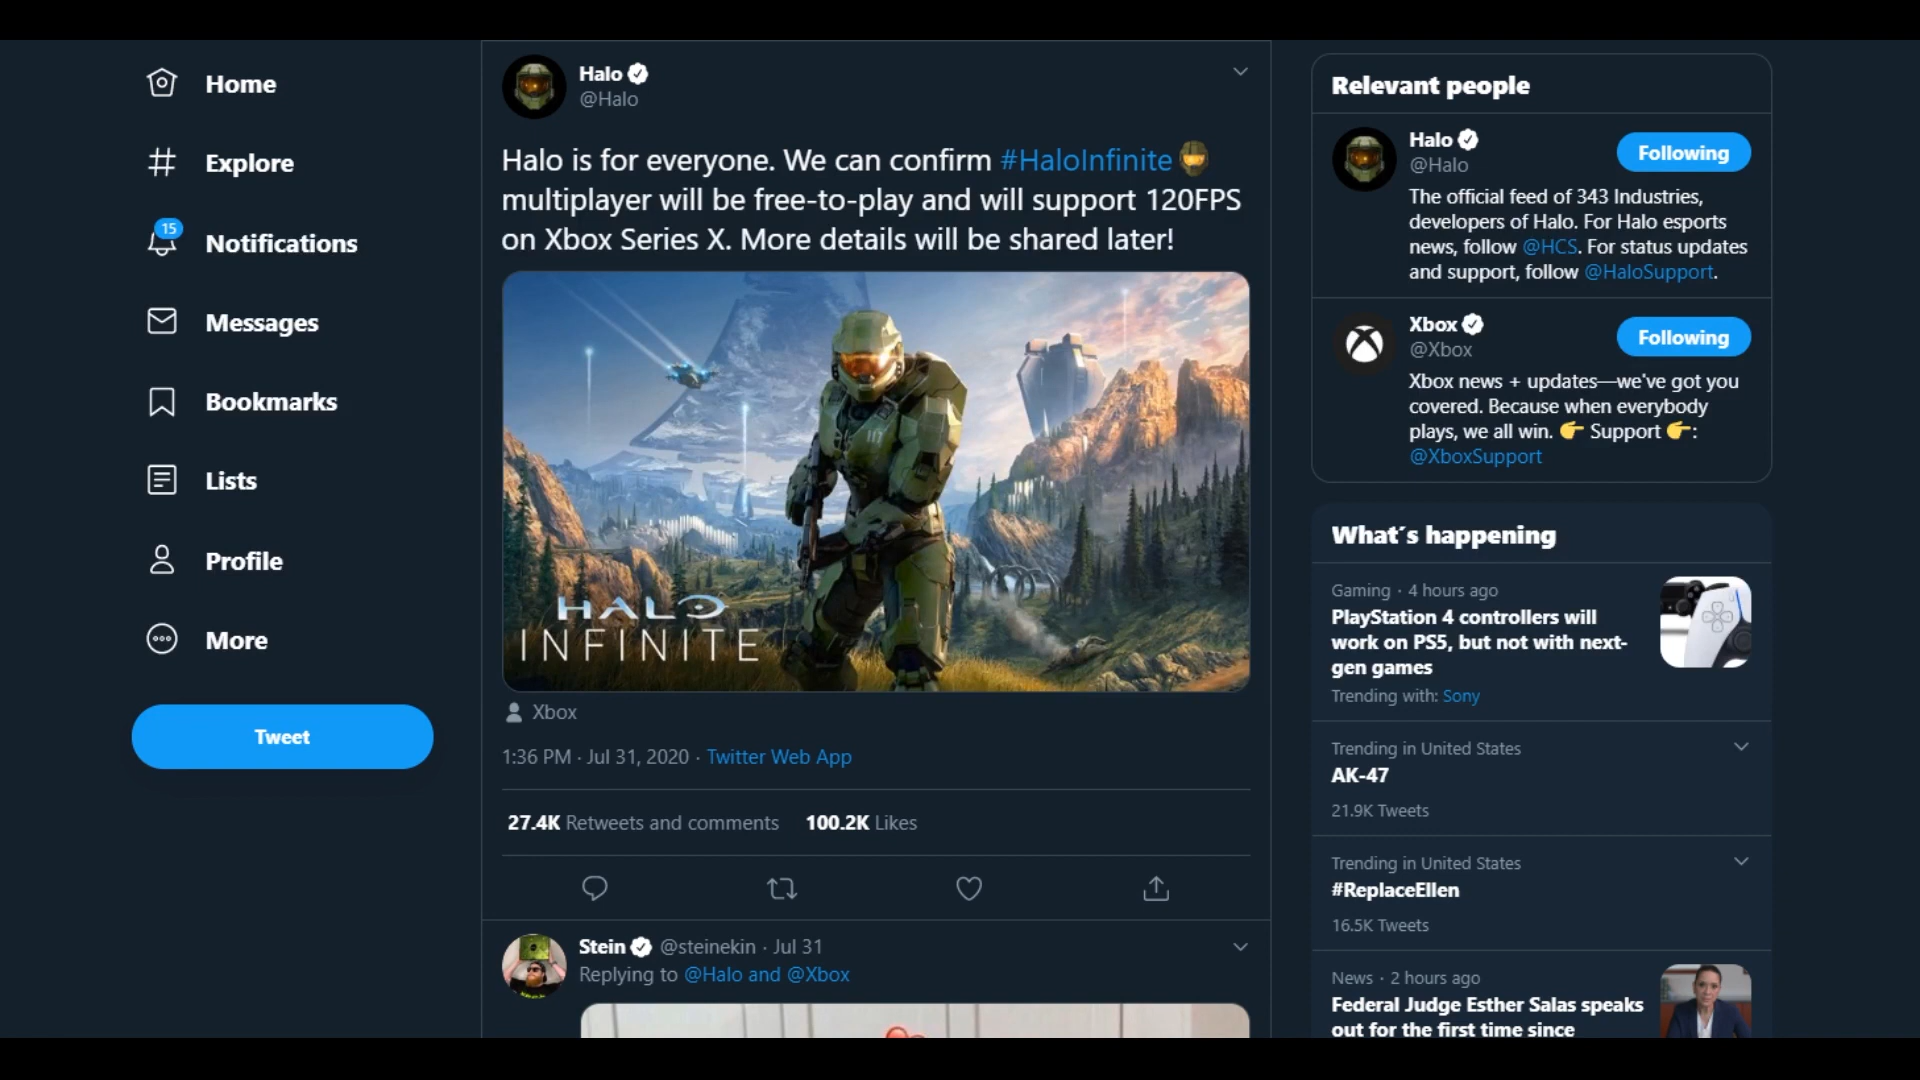 Home
Explore
15
Notifications
Messages
Bookmarks
Lists
Profile
More
Tweet
Halo
@Halo
Halo is for everyone. We can confirm #HaloInfinite
multiplayer will be free-to-play and will support 120FPS
on Xbox Series X. More details will be shared later!
117
HALO
INFINITE
Xbox
1:36 PM · Jul 31, 2020 · Twitter Web App
27.4K Retweets and comments 100.2K Likes
Stein @steinekin · Jul 31
Replying to @Halo and @Xbox
Relevant people
Halo
@Halo
Following
The official feed of 343 Industries,
developers of Halo. For Halo esports
news, follow @HCS. For status updates
and support, follow @HaloSupport.
Xbox
@Xbox
Following
Xbox news + updates—we've got you
covered. Because when everybody
plays, we all win. 👉 Support 👉:
@XboxSupport
What´s happening
Gaming · 4 hours ago
PlayStation 4 controllers will
work on PS5, but not with next-
gen games
Trending with: Sony
Trending in United States
AK-47
21.9K Tweets
Trending in United States
#ReplaceEllen
16.5K Tweets
News · 2 hours ago
Federal Judge Esther Salas speaks
out for the first time since